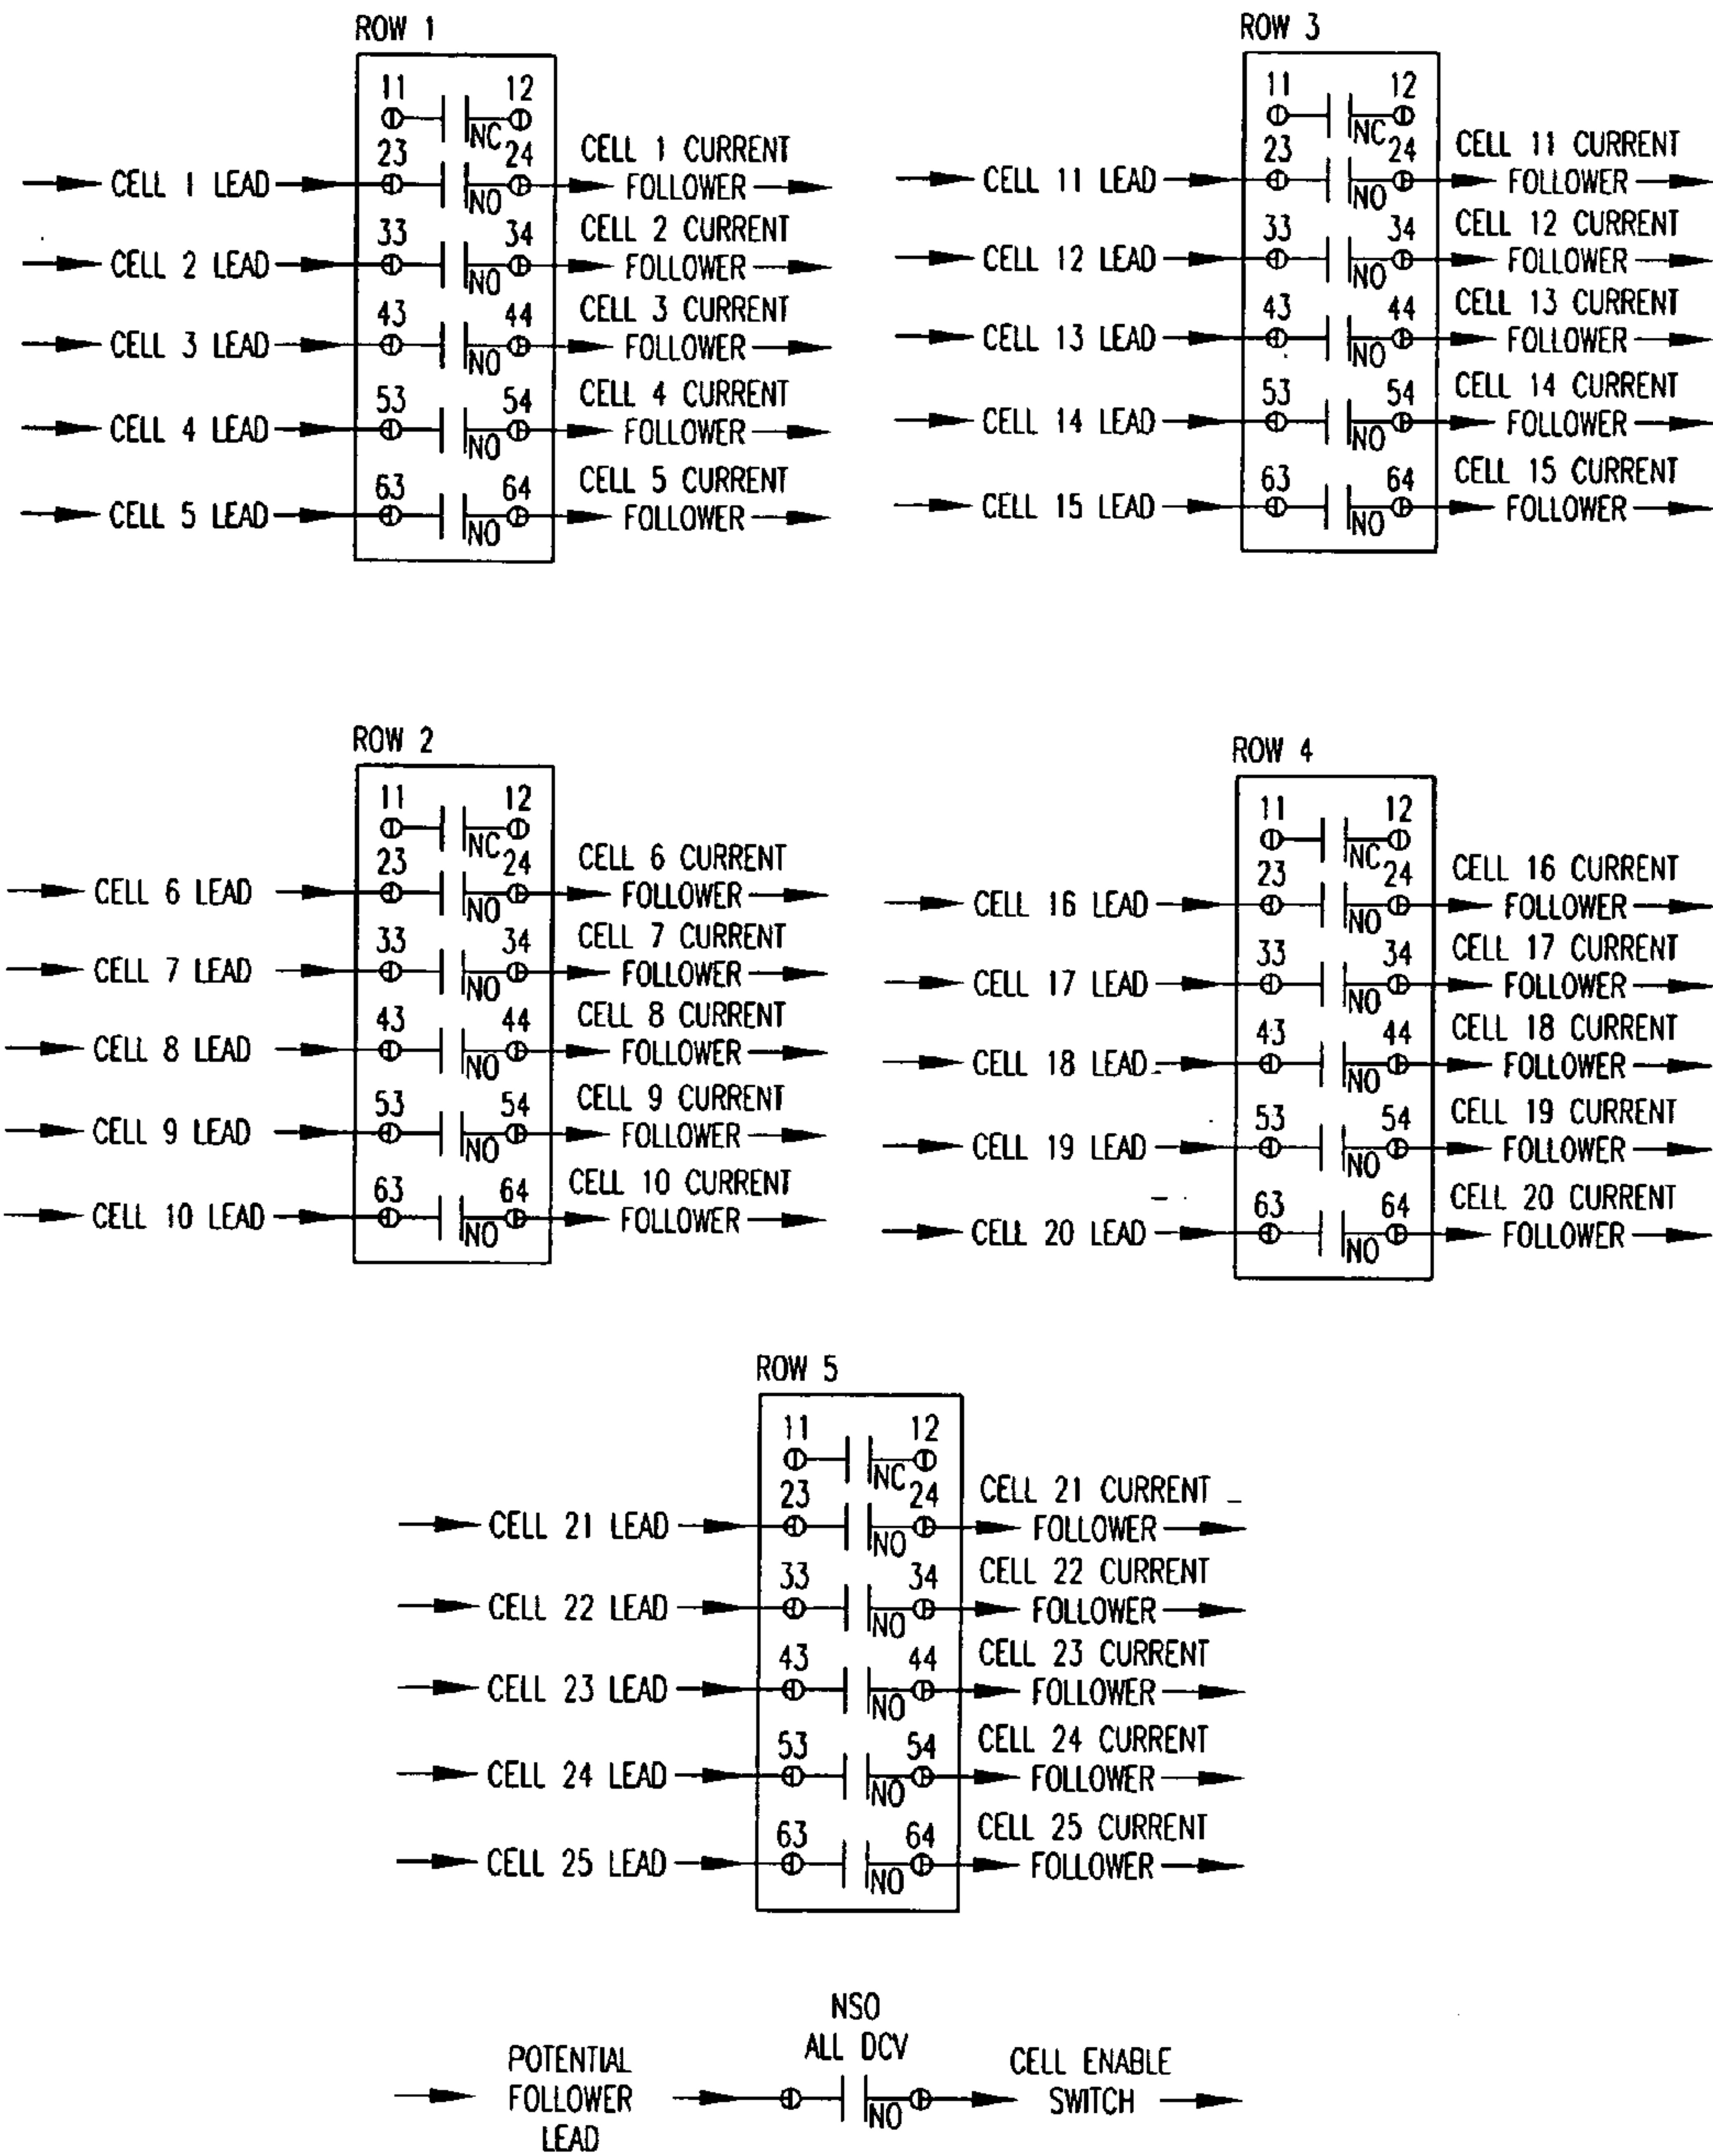 ROW 1
11 12
NC
23 24
CELL 1 CURRENT
CELL 1 LEAD
NO
FOLLOWER
33 34
CELL 2 CURRENT
CELL 2 LEAD
NO
FOLLOWER
43 44
CELL 3 CURRENT
CELL 3 LEAD
NO
FOLLOWER
53 54
CELL 4 CURRENT
CELL 4 LEAD
NO
FOLLOWER
63 64
CELL 5 CURRENT
CELL 5 LEAD
NO
FOLLOWER
ROW 3
11 12
NC
23 24
CELL 11 CURRENT
CELL 11 LEAD
NO
FOLLOWER
33 34
CELL 12 CURRENT
CELL 12 LEAD
NO
FOLLOWER
43 44
CELL 13 CURRENT
CELL 13 LEAD
NO
FOLLOWER
53 54
CELL 14 CURRENT
CELL 14 LEAD
NO
FOLLOWER
63 64
CELL 15 CURRENT
CELL 15 LEAD
NO
FOLLOWER
ROW 2
11 12
NC
23 24
CELL 6 CURRENT
CELL 6 LEAD
NO
FOLLOWER
33 34
CELL 7 CURRENT
CELL 7 LEAD
NO
FOLLOWER
43 44
CELL 8 CURRENT
CELL 8 LEAD
NO
FOLLOWER
53 54
CELL 9 CURRENT
CELL 9 LEAD
NO
FOLLOWER
63 64
CELL 10 CURRENT
CELL 10 LEAD
NO
FOLLOWER
ROW 4
11 12
NC
23 24
CELL 16 CURRENT
CELL 16 LEAD
NO
FOLLOWER
33 34
CELL 17 CURRENT
CELL 17 LEAD
NO
FOLLOWER
43 44
CELL 18 CURRENT
CELL 18 LEAD
NO
FOLLOWER
53 54
CELL 19 CURRENT
CELL 19 LEAD
NO
FOLLOWER
63 64
CELL 20 CURRENT
CELL 20 LEAD
NO
FOLLOWER
ROW 5
11 12
NC
23 24
CELL 21 CURRENT
CELL 21 LEAD
NO
FOLLOWER
33 34
CELL 22 CURRENT
CELL 22 LEAD
NO
FOLLOWER
43 44
CELL 23 CURRENT
CELL 23 LEAD
NO
FOLLOWER
53 54
CELL 24 CURRENT
CELL 24 LEAD
NO
FOLLOWER
63 64
CELL 25 CURRENT
CELL 25 LEAD
NO
FOLLOWER
POTENTIAL
FOLLOWER
LEAD
NSO
ALL DCV
NO
CELL ENABLE
SWITCH